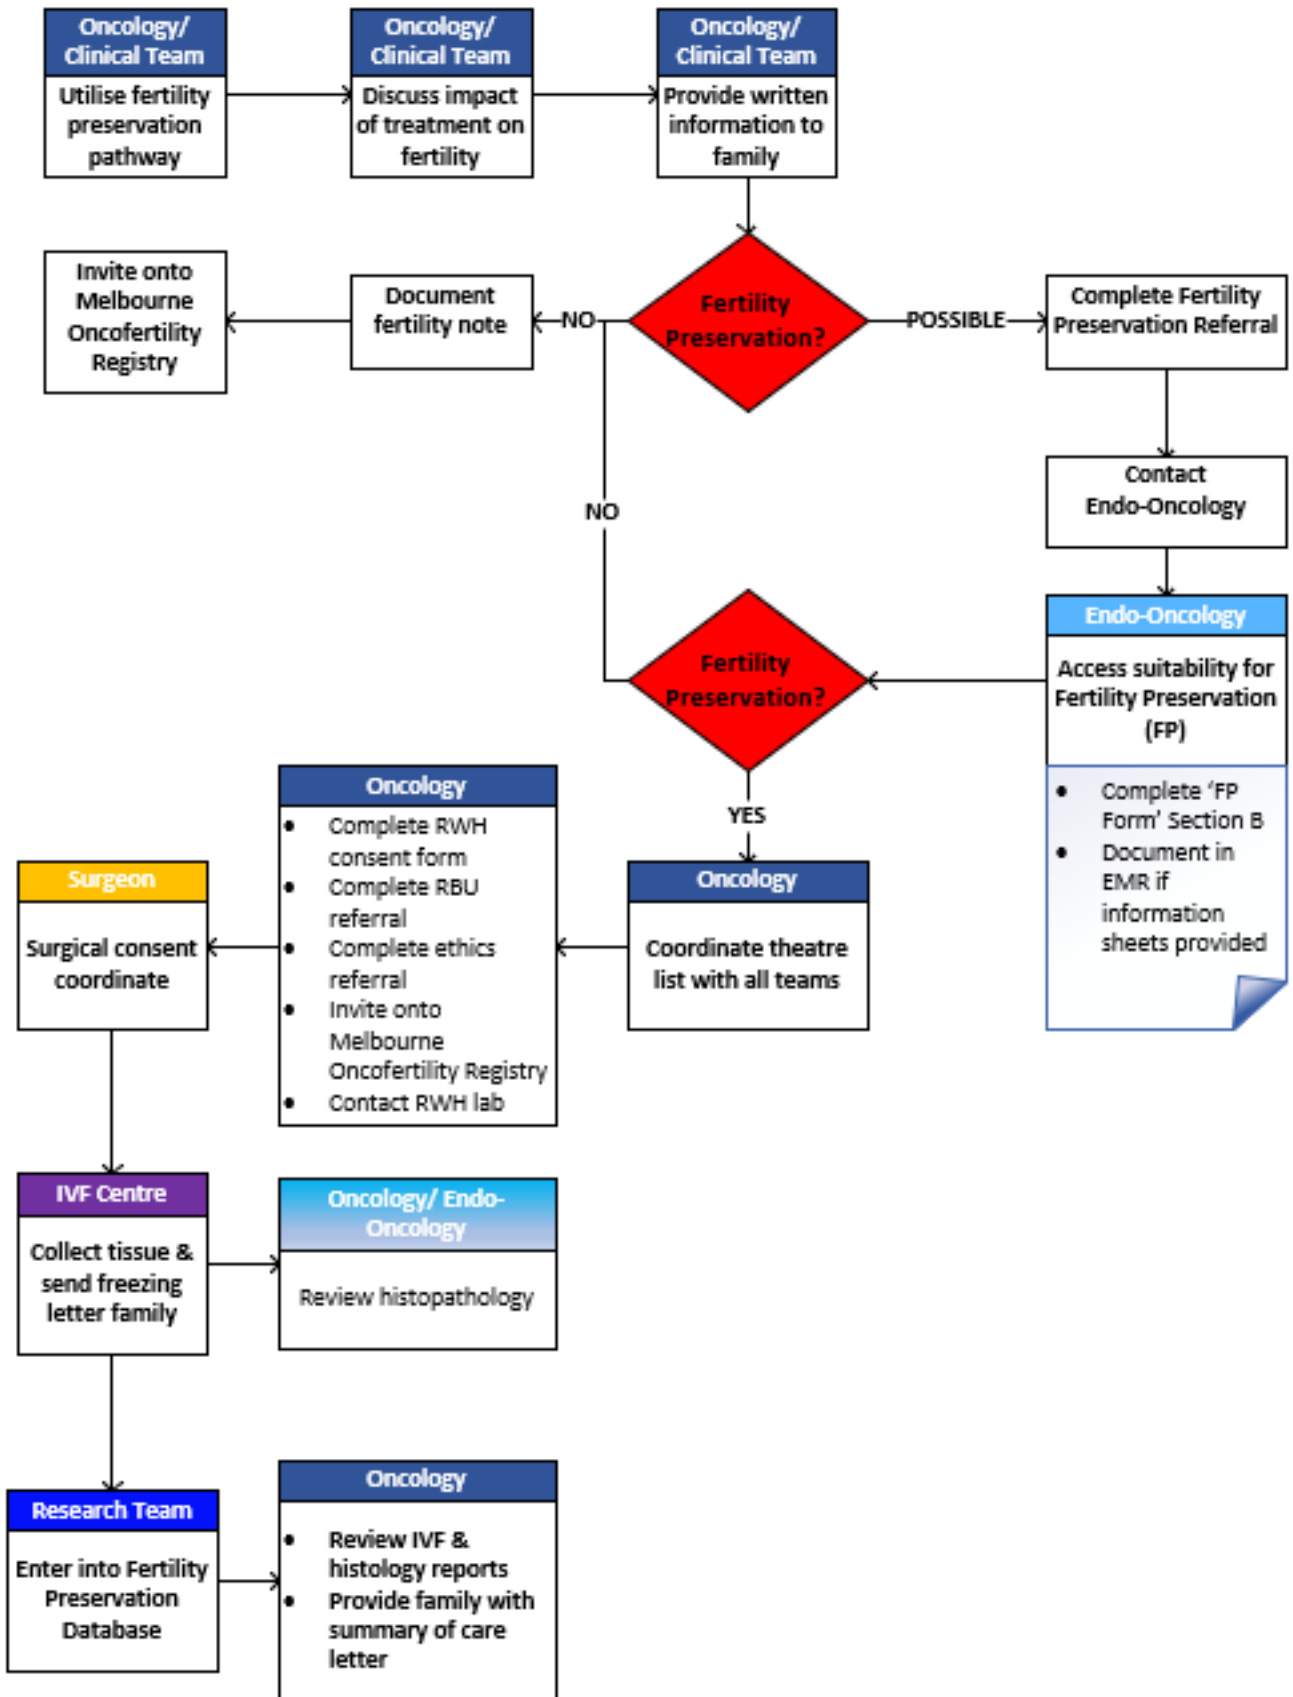 Oncology/
Clinical Team
Utilise fertility
preservation
pathway
Oncology/
Clinical Team
Discuss impact
of treatment on
fertility
Oncology/
Clinical Team
Provide written
information to
family
Fertility
Preservation?
NO
Document
fertility note
Invite onto
Melbourne
Oncofertility
Registry
POSSIBLE
Complete Fertility
Preservation Referral
Contact
Endo-Oncology
Endo-Oncology
Access suitability for
Fertility Preservation
(FP)
• Complete ‘FP
Form’ Section B
• Document in
EMR if
information
sheets provided
Fertility
Preservation?
NO
YES
Oncology
Coordinate theatre
list with all teams
Oncology
• Complete RWH
consent form
• Complete RBU
referral
• Complete ethics
referral
• Invite onto
Melbourne
Oncofertility Registry
• Contact RWH lab
Surgeon
Surgical consent
coordinate
IVF Centre
Collect tissue &
send freezing
letter family
Oncology/ Endo-
Oncology
Review histopathology
Research Team
Enter into Fertility
Preservation
Database
Oncology
• Review IVF &
histology reports
• Provide family with
summary of care
letter